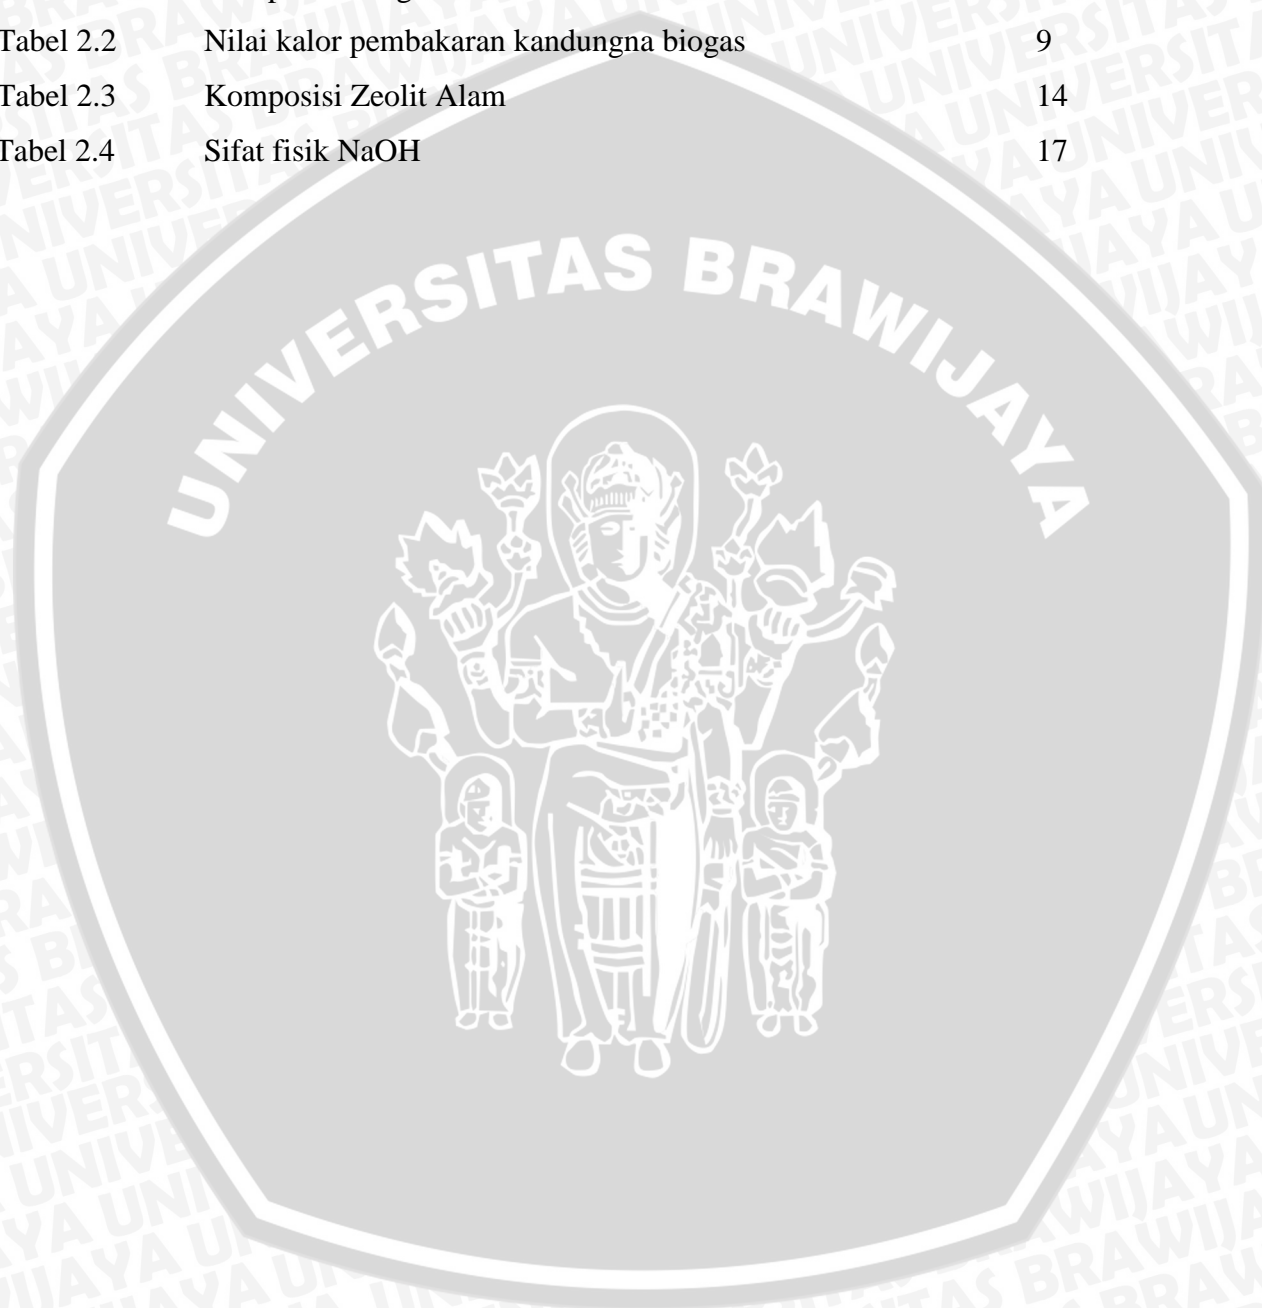 Tabel 2.2 Nilai kalor pembakaran kandungna biogas 9
Tabel 2.3 Komposisi Zeolit Alam 14
Tabel 2.4 Sifat fisik NaOH 17
UNIVERSITAS BRAWIJAYA